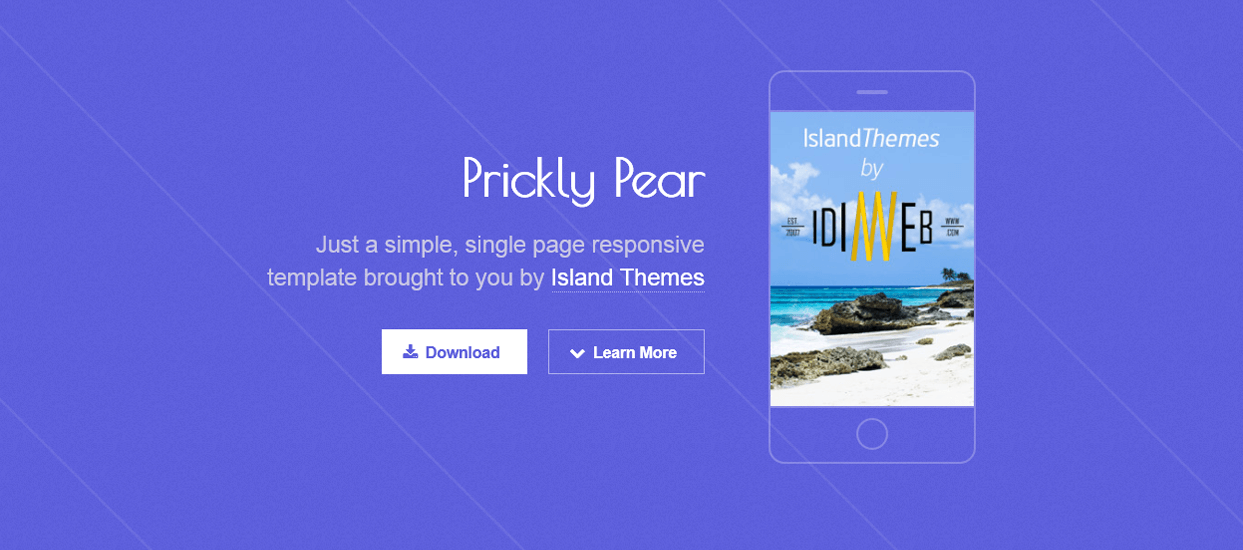 Prickly Pear
Just a simple, single page responsive
template brought to you by Island Themes
Download
Learn More
IslandThemes
by
EST. 2007
IDIWEB
WWW .COM